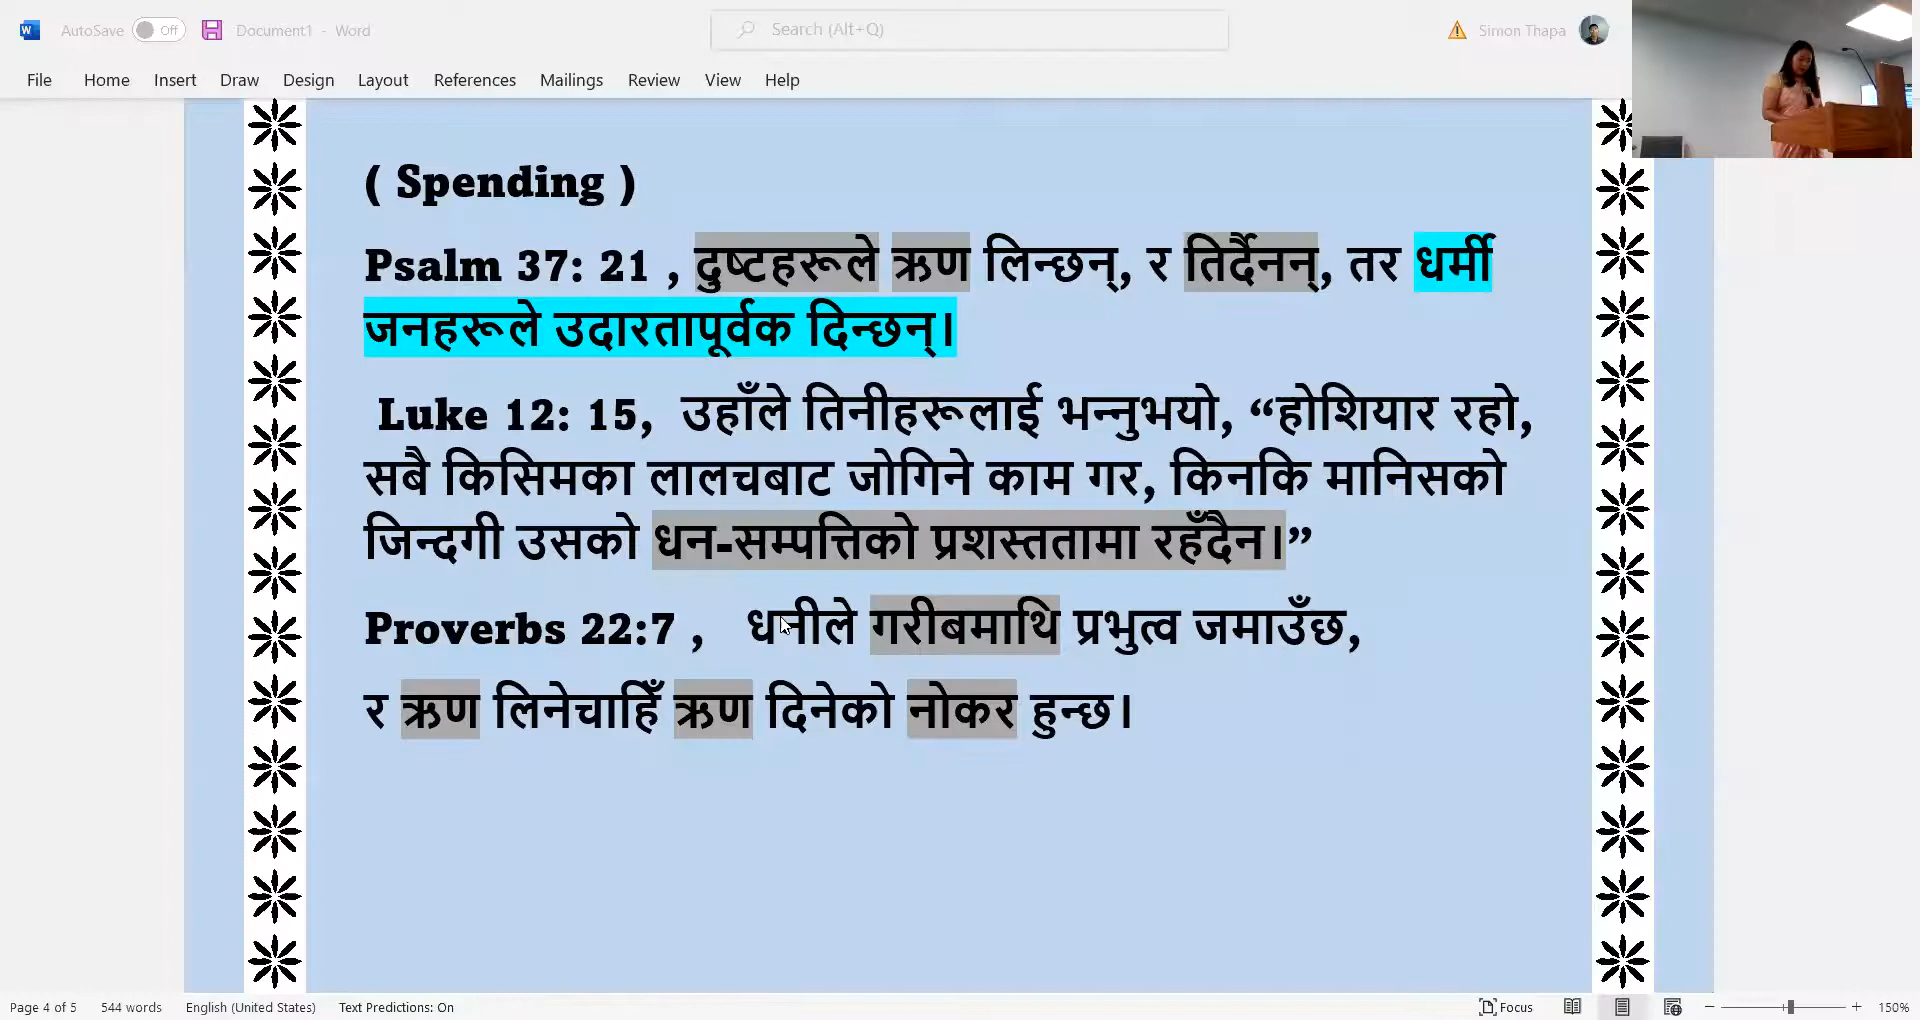 AutoSave Off Document1 - Word Search (Alt+Q) Simon Thapa
File Home Insert Draw Design Layout References Mailings Review View Help
( Spending )
Psalm 37: 21 , दुष्टहरूले ऋण लिन्छन्, र तिर्दैनन्, तर धर्मी
जनहरूले उदारतापूर्वक दिन्छन्।
Luke 12: 15, उहाँले तिनीहरूलाई भन्नुभयो, “होशियार रहो,
सबै किसिमका लालचबाट जोगिने काम गर, किनकि मानिसको
जिन्दगी उसको धन-सम्पत्तिको प्रशस्ततामा रहँदैन।”
Proverbs 22:7 , धनीले गरीबमाथि प्रभुत्व जमाउँछ,
र ऋण लिनेचाहिँ ऋण दिनेको नोकर हुन्छ।
Page 4 of 5 544 words English (United States) Text Predictions: On Focus 150%